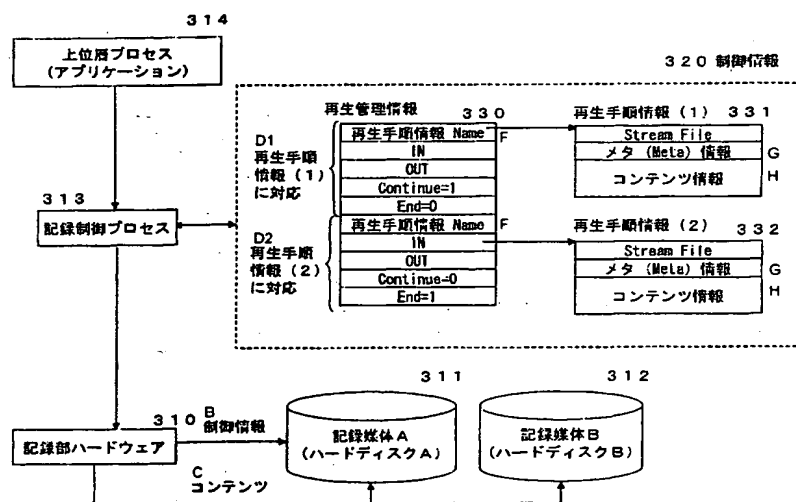 314
上位層プロセス
(アプリケーション)
320 制御情報
再生管理情報 330
再生手順情報 (1) 331
D1
再生手順
情報 (1)
に対応
再生手順情報 Name F
IN
OUT
Continue=1
End=0
Stream File
メタ (Meta) 情報 G
コンテンツ情報 H
313
記録制御プロセス
D2
再生手順
情報 (2)
に対応
再生手順情報 Name F
IN
OUT
Continue=0
End=1
再生手順情報 (2) 332
Stream File
メタ (Meta) 情報 G
コンテンツ情報 H
311
312
310
記録部ハードウェア
B
制御情報
記録媒体A
(ハードディスクA)
記録媒体B
(ハードディスクB)
C
コンテンツ